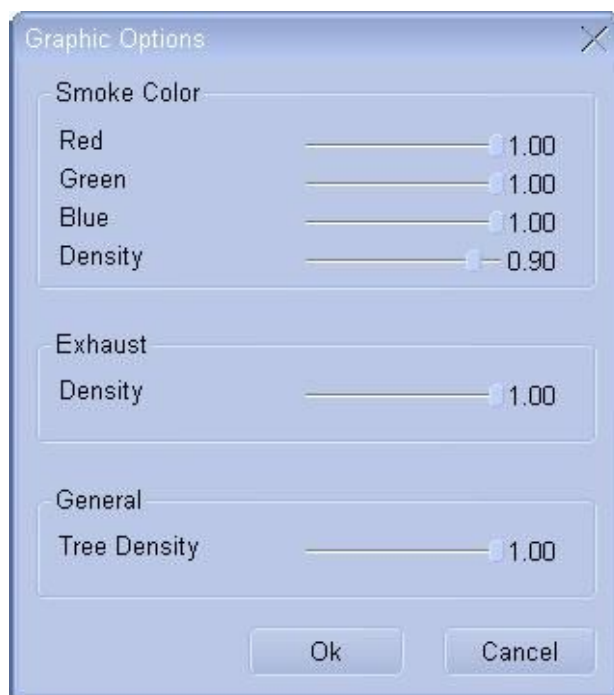 Graphic Options
Smoke Color
Red 1.00
Green 1.00
Blue 1.00
Density 0.90
Exhaust
Density 1.00
General
Tree Density 1.00
Ok Cancel